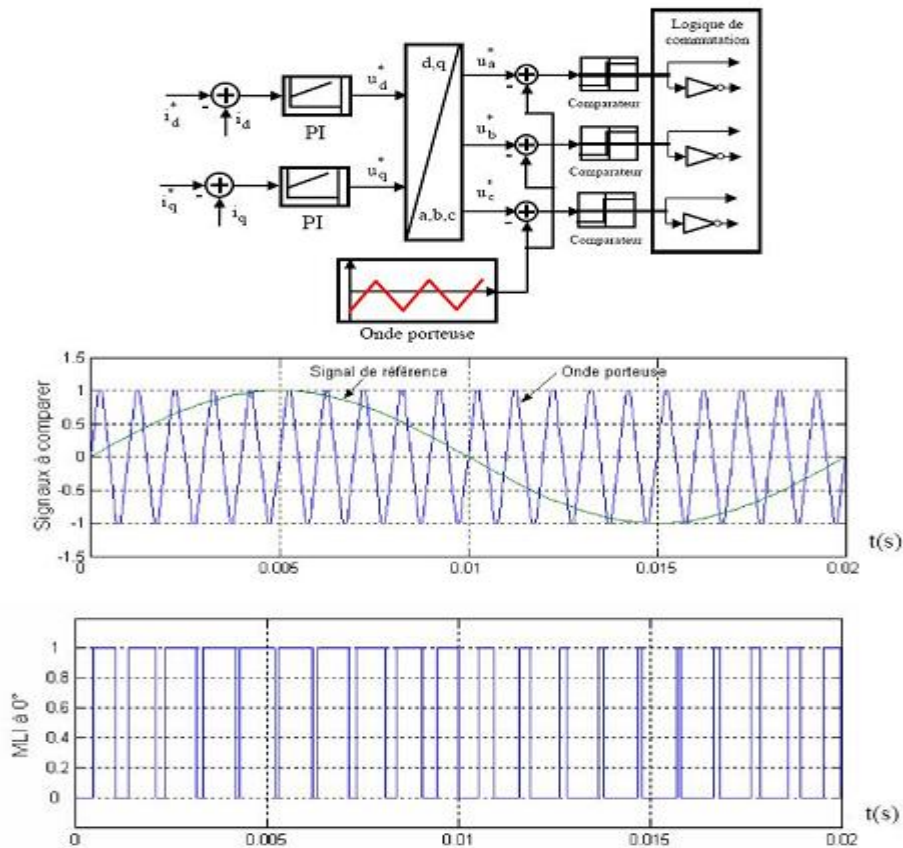 Logique de
commutation
d,q
u*a
Comparateur
i*d
-
i_d
PI
u*d
u*b
Comparateur
i*q
-
i_q
PI
u*q
a,b,c
u*c
Comparateur
-
-
-
Onde porteuse
Signaux à comparer
1.5
1
0.5
0
-0.5
-1
-1.5
Signal de référence
Onde porteuse
0
0.005
0.01
0.015
0.02
t(s)
MLI à 0°
1
0.8
0.6
0.4
0.2
0
0
0.005
0.01
0.015
0.02
t(s)